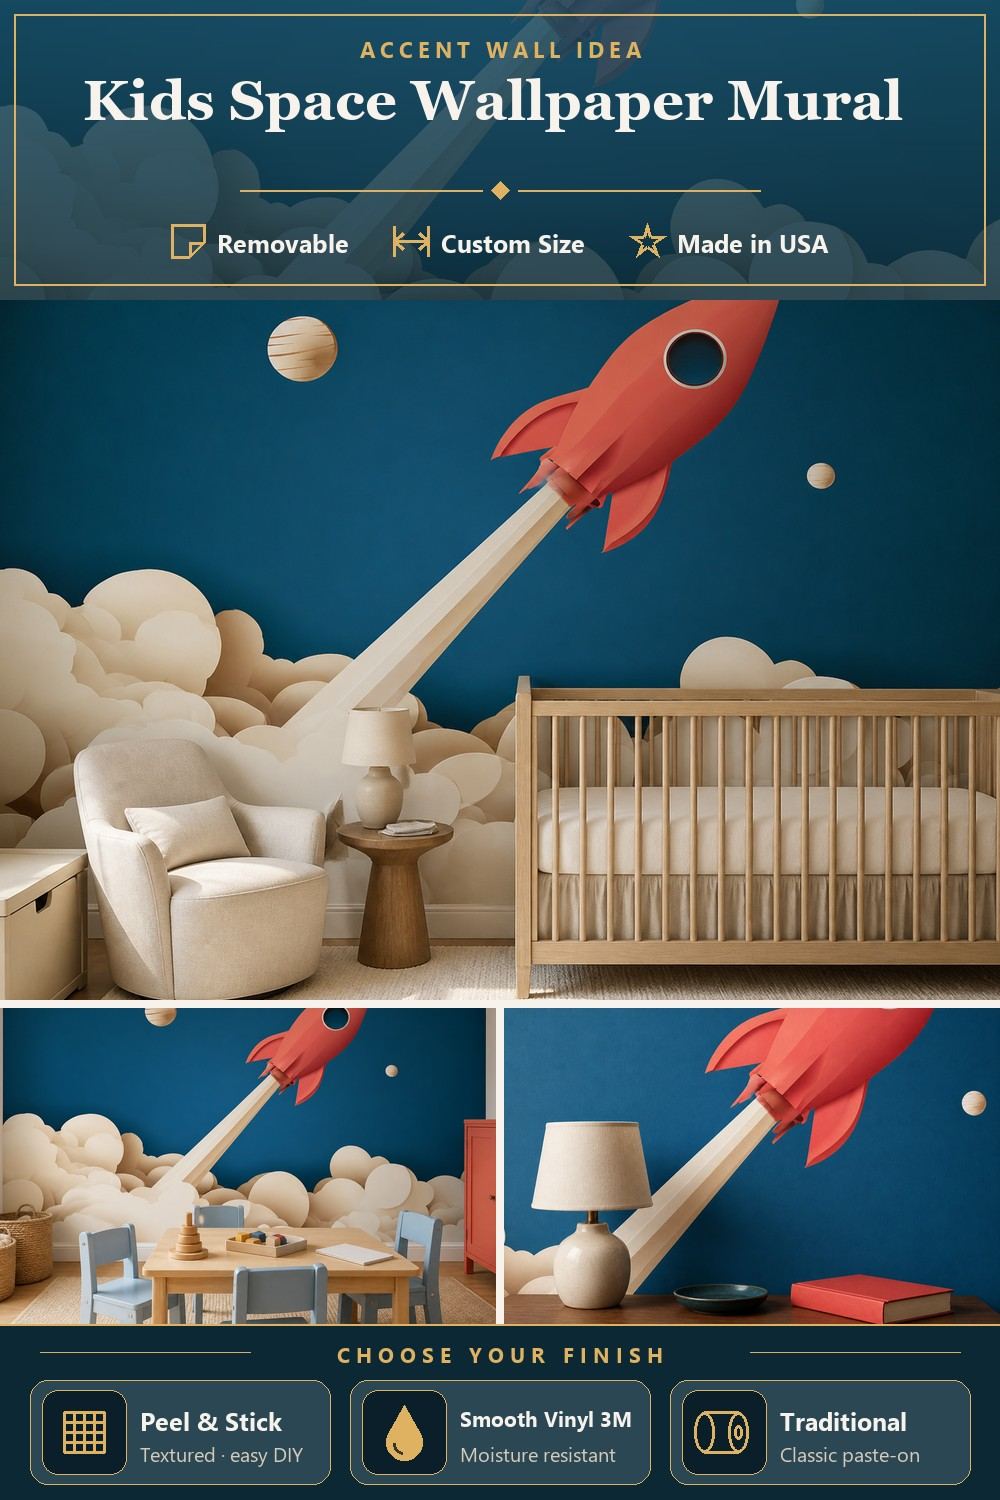 ACCENT WALL IDEA
Kids Space Wallpaper Mural
Removable
Custom Size
Made in USA
CHOOSE YOUR FINISH
Peel & Stick
Textured · easy DIY
Smooth Vinyl 3M
Moisture resistant
Traditional
Classic paste-on